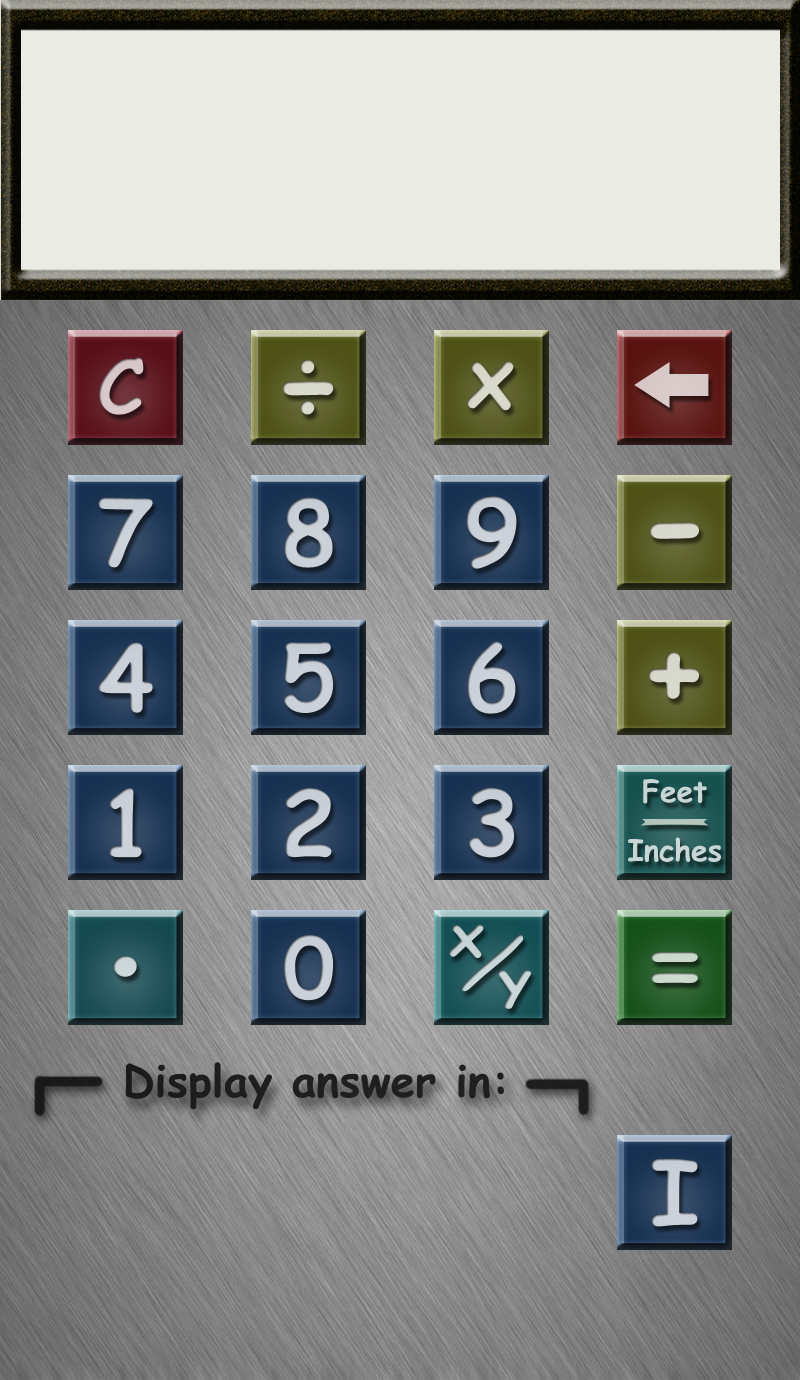 C ÷ × ←
7 8 9 -
4 5 6 +
1 2 3 Feet
Inches
. 0 X/Y =
Display answer in:
I